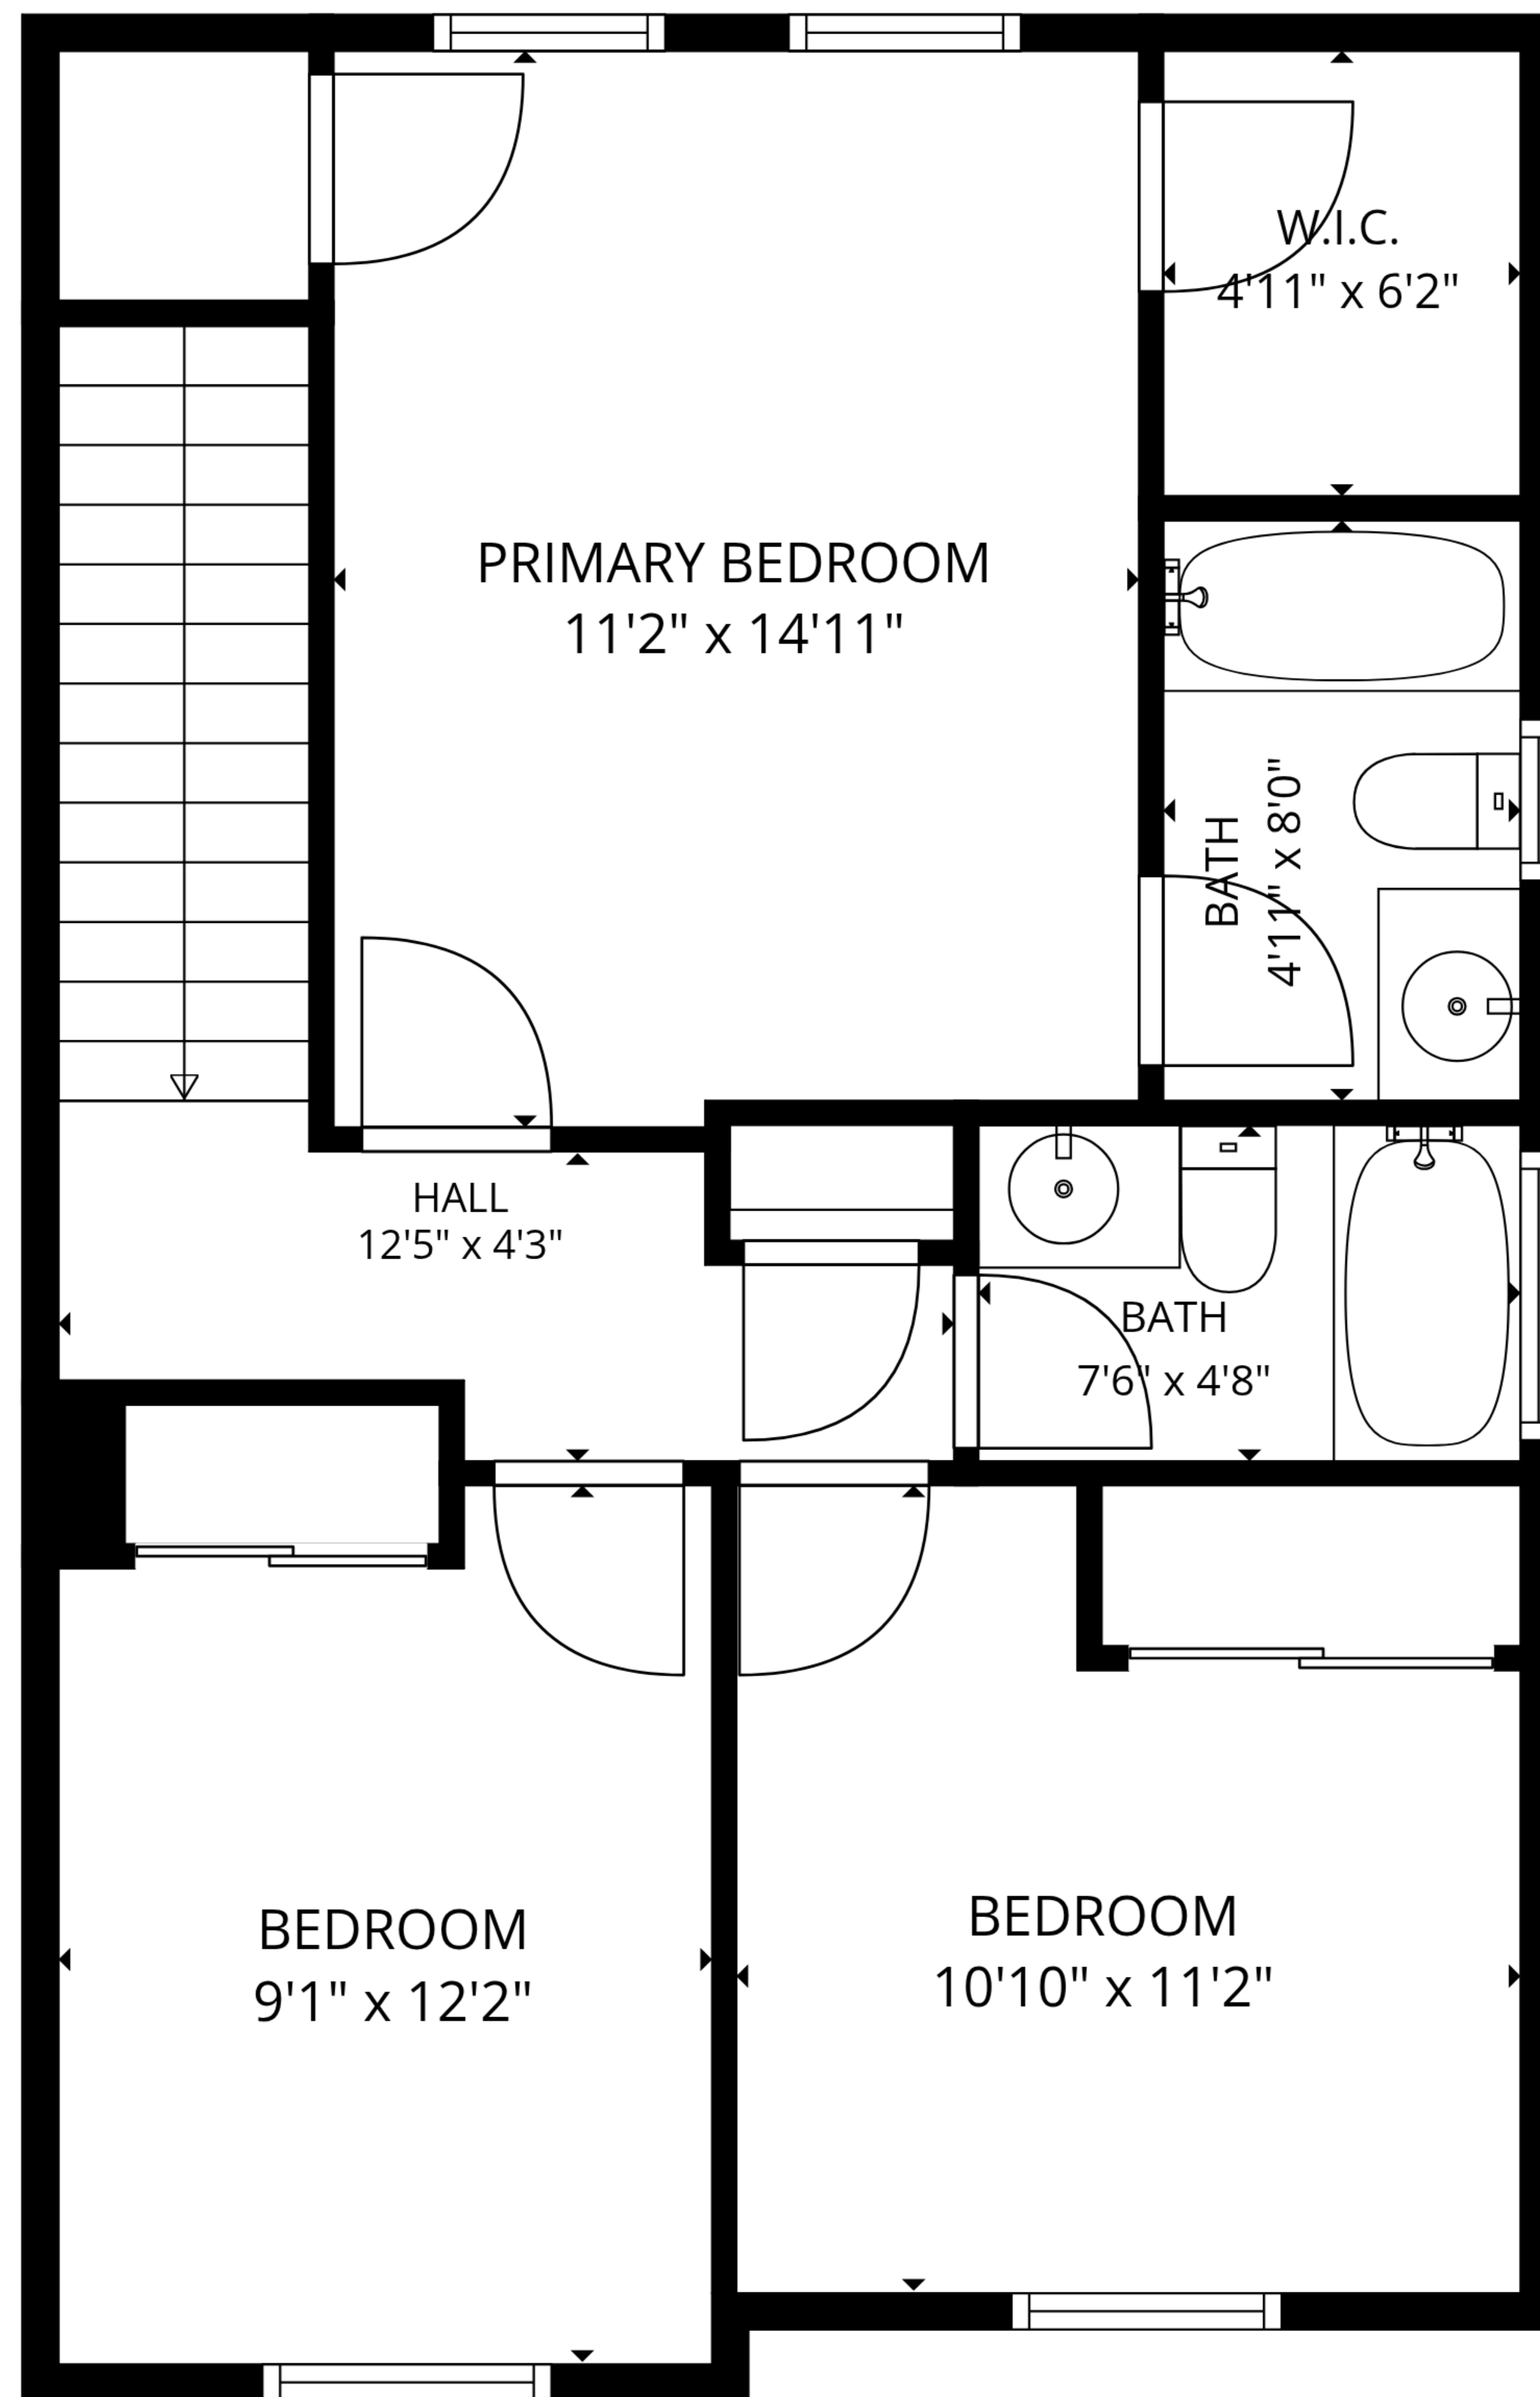 W.I.C.
4'11" x 6'2"
PRIMARY BEDROOM
11'2" x 14'11"
BATH
4'11" x 8'0"
HALL
12'5" x 4'3"
BATH
7'6" x 4'8"
BEDROOM
9'1" x 12'2"
BEDROOM
10'10" x 11'2"